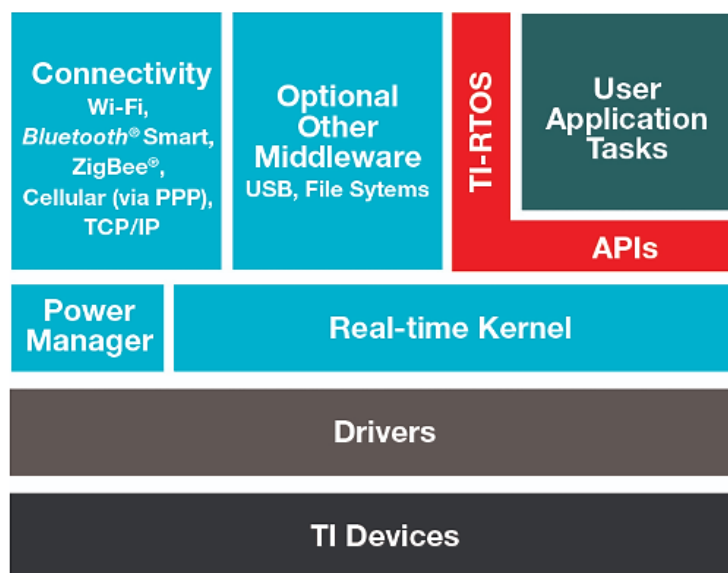 Connectivity
Wi-Fi,
Bluetooth® Smart,
ZigBee®,
Cellular (via PPP),
TCP/IP
Optional
Other
Middleware
USB, File Sytems
TI-RTOS
User
Application
Tasks
APIs
Power
Manager
Real-time Kernel
Drivers
TI Devices